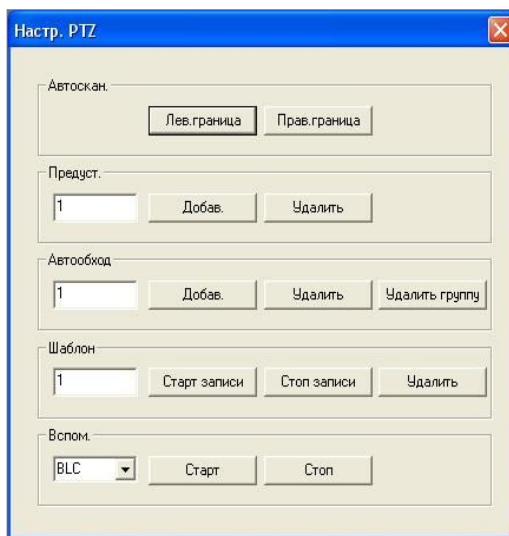 Настр. PTZ
Автоскан.
Лев.граница Прав.граница
Предуст.
1 Добав. Удалить
Автообход
1 Добав. Удалить Удалить группу
Шаблон
1 Старт записи Стоп записи Удалить
Вспом.
BLC Старт Стоп